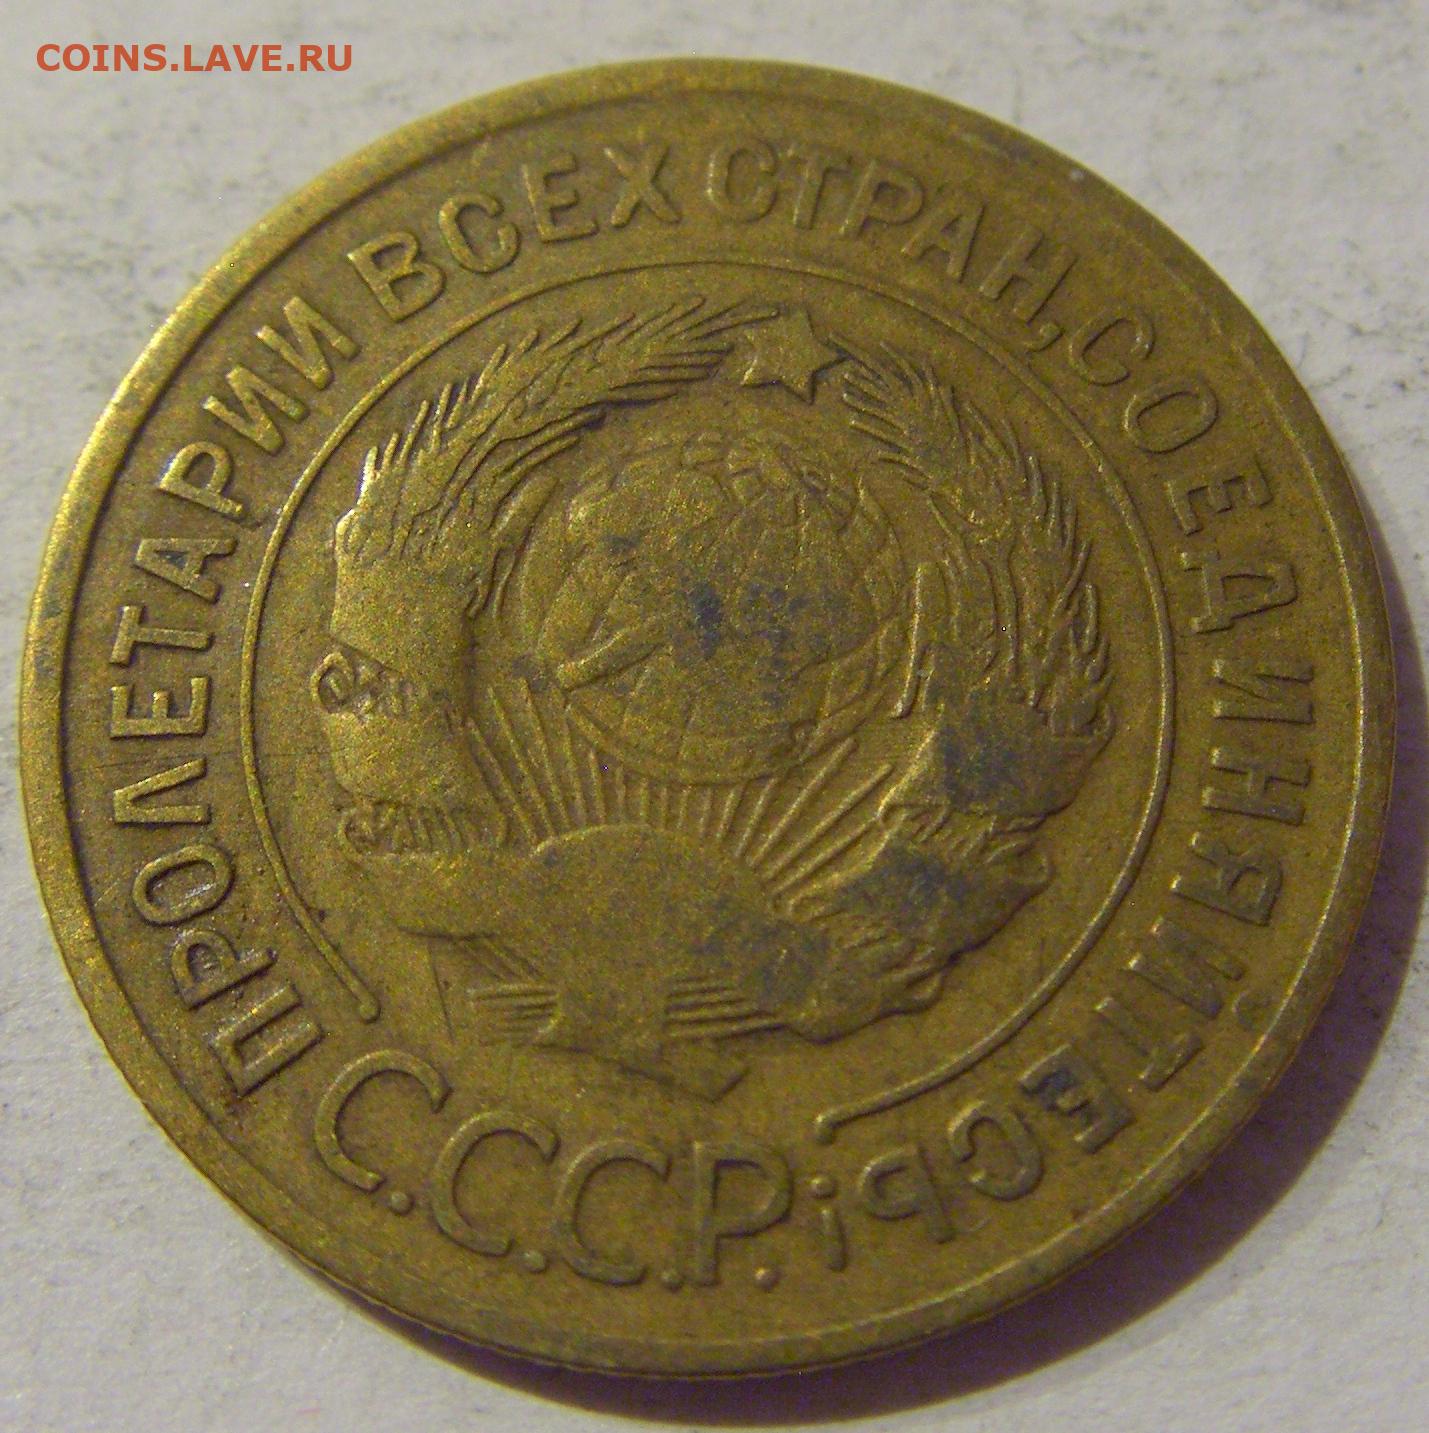 COINS.LAVE.RU
ПРОЛЕТАРИИ ВСЕХ СТРАН, СОЕДИНЯЙТЕСЬ!
С.С.С.Р.